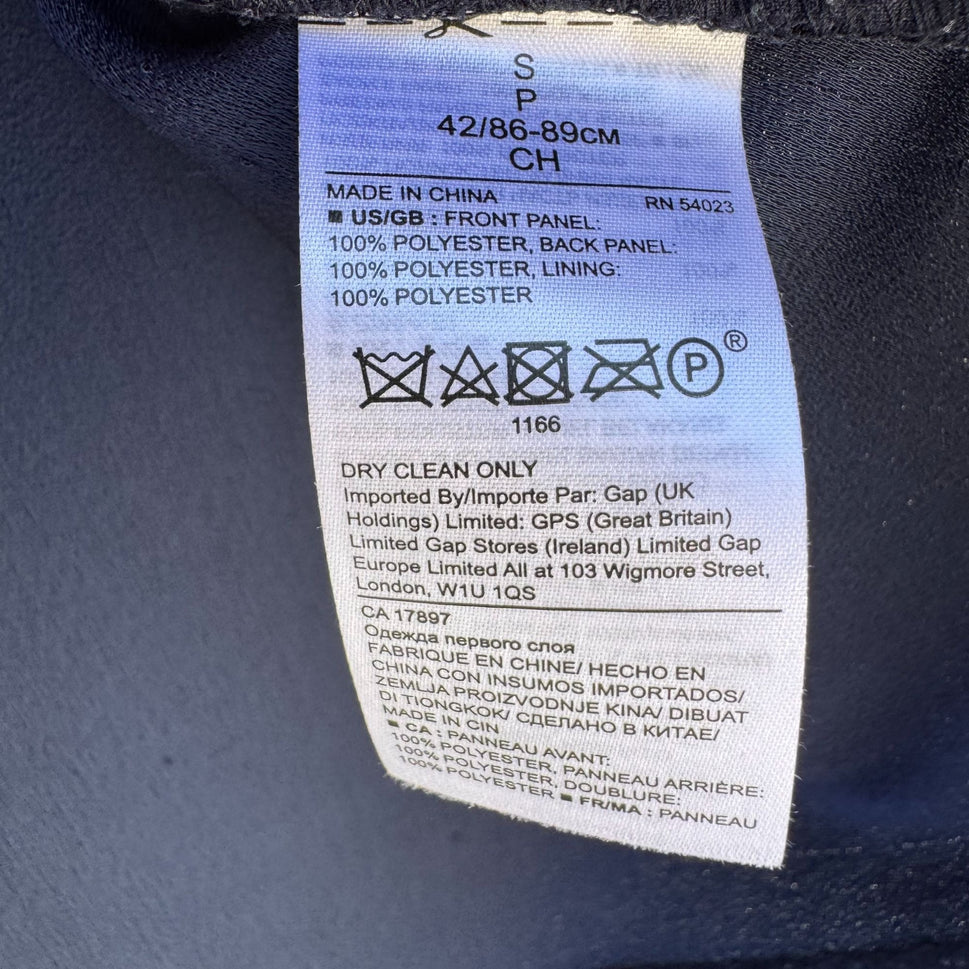 S
P
42/86-89CM
CH
MADE IN CHINA RN 54023
■ US/GB : FRONT PANEL:
100% POLYESTER, BACK PANEL:
100% POLYESTER, LINING:
100% POLYESTER
P ®
1166
DRY CLEAN ONLY
Imported By/Importe Par: Gap (UK
Holdings) Limited: GPS (Great Britain)
Limited Gap Stores (Ireland) Limited Gap
Europe Limited All at 103 Wigmore Street,
London, W1U 1QS
CA 17897
Одежда первого слоя
FABRIQUE EN CHINE/ HECHO EN
CHINA CON INSUMOS IMPORTADOS/
ZEMLJA PROIZVODNJE KINA/ DIBUAT
DI TIONGKOK/ СДЕЛАНО В КИТАЕ/
MADE IN CIN
■ CA : PANNEAU AVANT:
100% POLYESTER, PANNEAU ARRIÈRE:
100% POLYESTER, DOUBLURE:
100% POLYESTER ■ FR/MA : PANNEAU